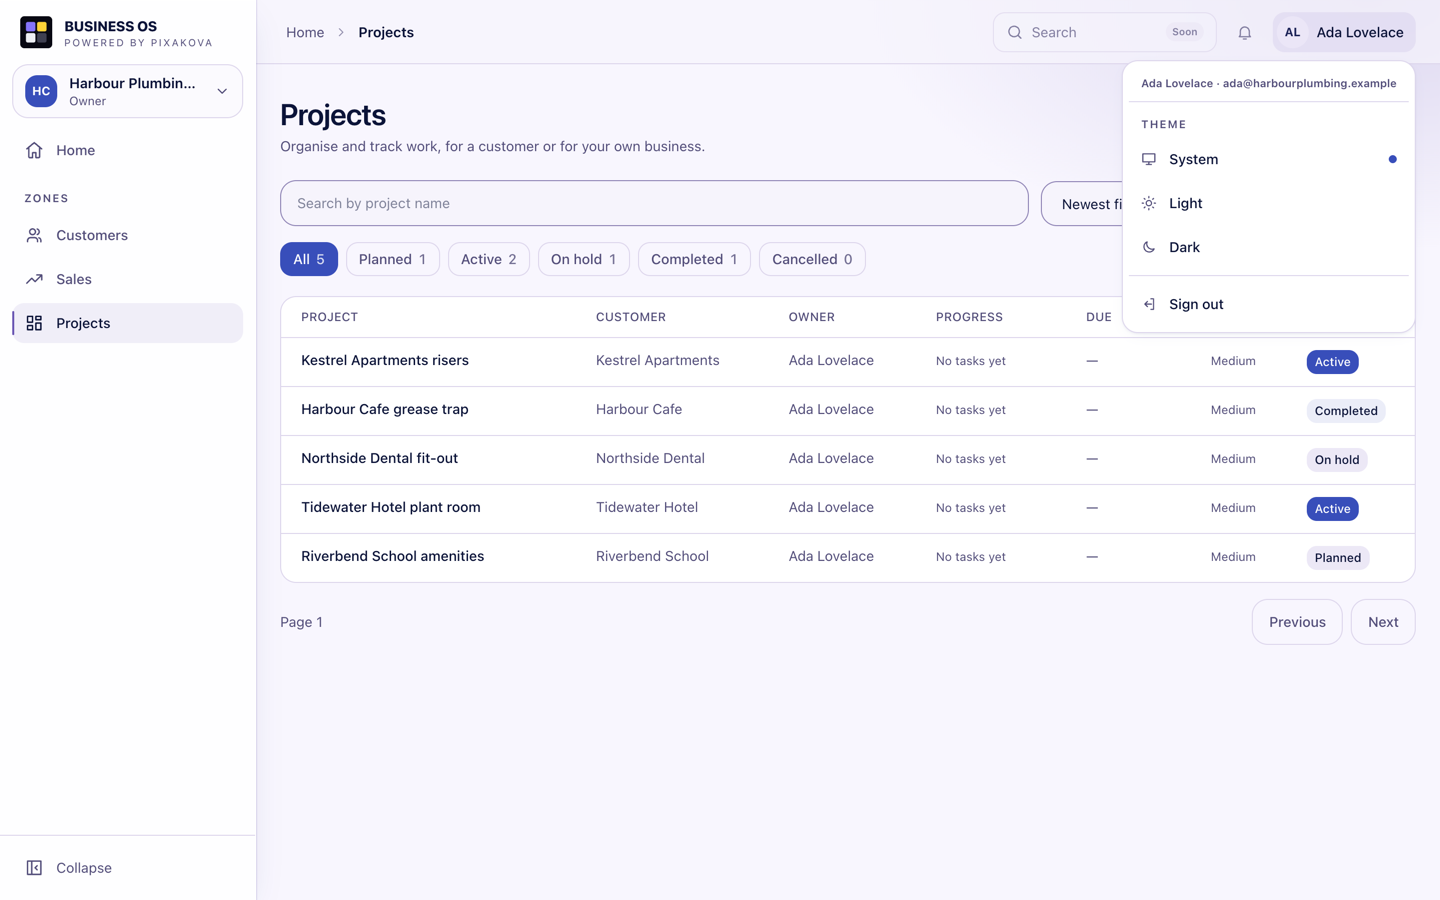 BUSINESS OS
POWERED BY PIXAKOVA
HC
Harbour Plumbin...
Owner
Home
ZONES
Customers
Sales
Projects
Collapse
Home > Projects
Search
Soon
AL
Ada Lovelace
Ada Lovelace · ada@harbourplumbing.example
THEME
System
Light
Dark
Sign out
Projects
Organise and track work, for a customer or for your own business.
Search by project name
Newest fi
All 5
Planned 1
Active 2
On hold 1
Completed 1
Cancelled 0
PROJECT CUSTOMER OWNER PROGRESS DUE
Kestrel Apartments risers Kestrel Apartments Ada Lovelace No tasks yet — Medium Active
Harbour Cafe grease trap Harbour Cafe Ada Lovelace No tasks yet — Medium Completed
Northside Dental fit-out Northside Dental Ada Lovelace No tasks yet — Medium On hold
Tidewater Hotel plant room Tidewater Hotel Ada Lovelace No tasks yet — Medium Active
Riverbend School amenities Riverbend School Ada Lovelace No tasks yet — Medium Planned
Page 1
Previous
Next